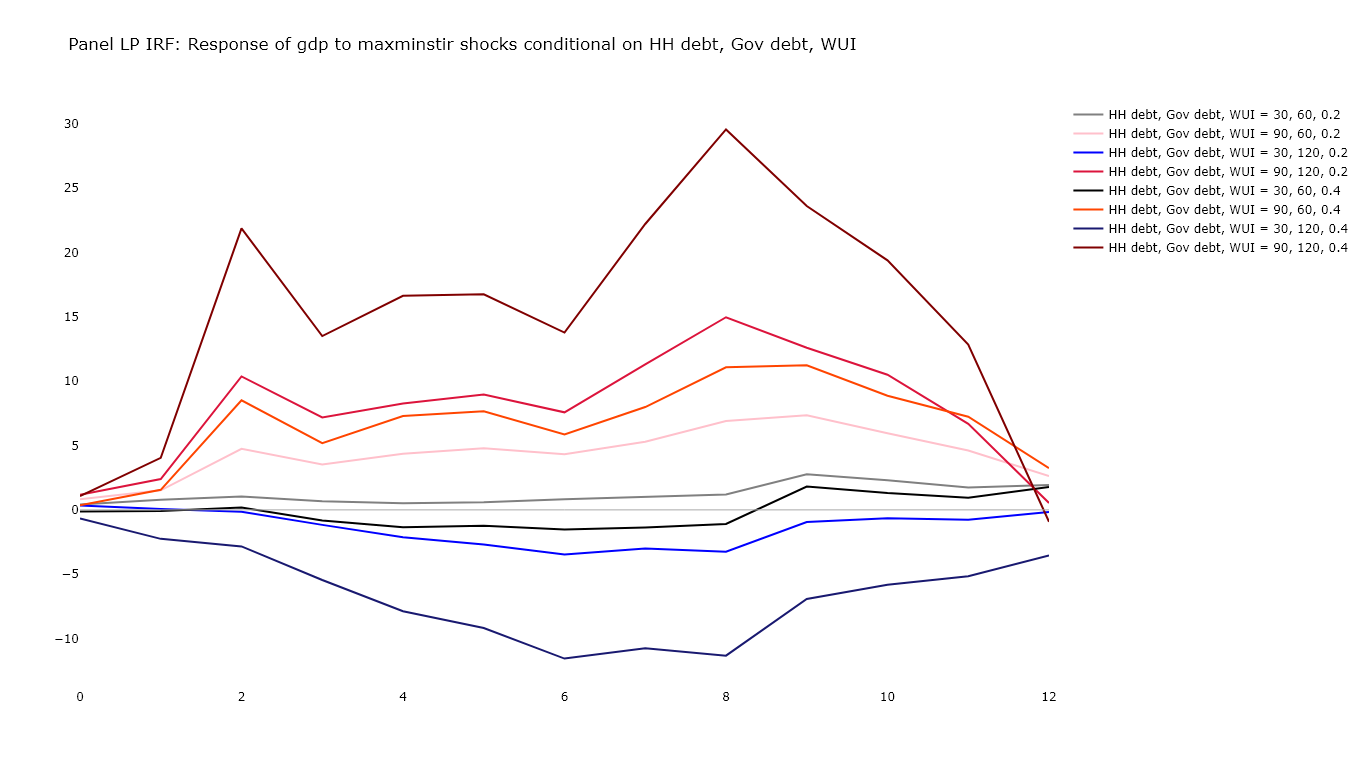 Panel LP IRF: Response of gdp to maxminstir shocks conditional on HH debt, Gov debt, WUI
30
25
20
15
10
5
0
−5
−10
0 2 4 6 8 10 12
HH debt, Gov debt, WUI = 30, 60, 0.2
HH debt, Gov debt, WUI = 90, 60, 0.2
HH debt, Gov debt, WUI = 30, 120, 0.2
HH debt, Gov debt, WUI = 90, 120, 0.2
HH debt, Gov debt, WUI = 30, 60, 0.4
HH debt, Gov debt, WUI = 90, 60, 0.4
HH debt, Gov debt, WUI = 30, 120, 0.4
HH debt, Gov debt, WUI = 90, 120, 0.4